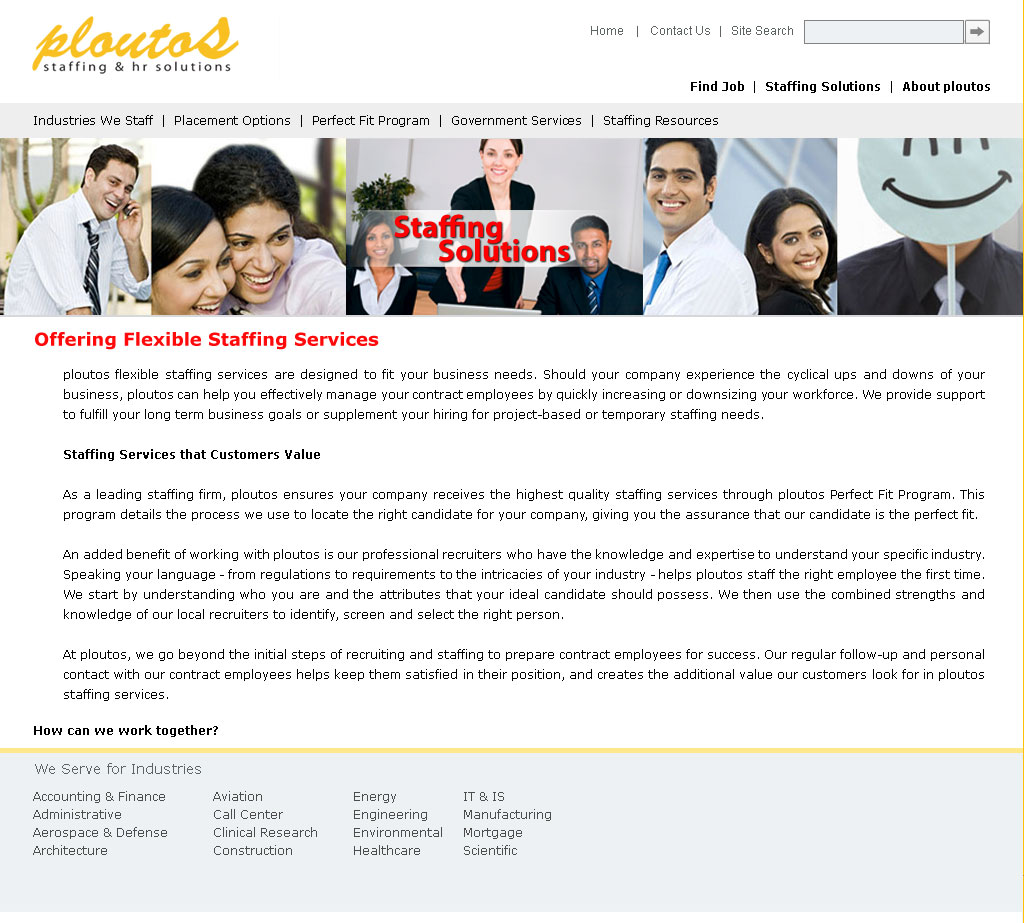 ploutos
staffing & hr solutions
Home | Contact Us | Site Search
Find Job | Staffing Solutions | About ploutos
Industries We Staff | Placement Options | Perfect Fit Program | Government Services | Staffing Resources
Staffing
Solutions
Offering Flexible Staffing Services
ploutos flexible staffing services are designed to fit your business needs. Should your company experience the cyclical ups and downs of your
business, ploutos can help you effectively manage your contract employees by quickly increasing or downsizing your workforce. We provide support
to fulfill your long term business goals or supplement your hiring for project-based or temporary staffing needs.
Staffing Services that Customers Value
As a leading staffing firm, ploutos ensures your company receives the highest quality staffing services through ploutos Perfect Fit Program. This
program details the process we use to locate the right candidate for your company, giving you the assurance that our candidate is the perfect fit.
An added benefit of working with ploutos is our professional recruiters who have the knowledge and expertise to understand your specific industry.
Speaking your language - from regulations to requirements to the intricacies of your industry - helps ploutos staff the right employee the first time.
We start by understanding who you are and the attributes that your ideal candidate should possess. We then use the combined strengths and
knowledge of our local recruiters to identify, screen and select the right person.
At ploutos, we go beyond the initial steps of recruiting and staffing to prepare contract employees for success. Our regular follow-up and personal
contact with our contract employees helps keep them satisfied in their position, and creates the additional value our customers look for in ploutos
staffing services.
How can we work together?
We Serve for Industries
Accounting & Finance Aviation Energy IT & IS
Administrative Call Center Engineering Manufacturing
Aerospace & Defense Clinical Research Environmental Mortgage
Architecture Construction Healthcare Scientific